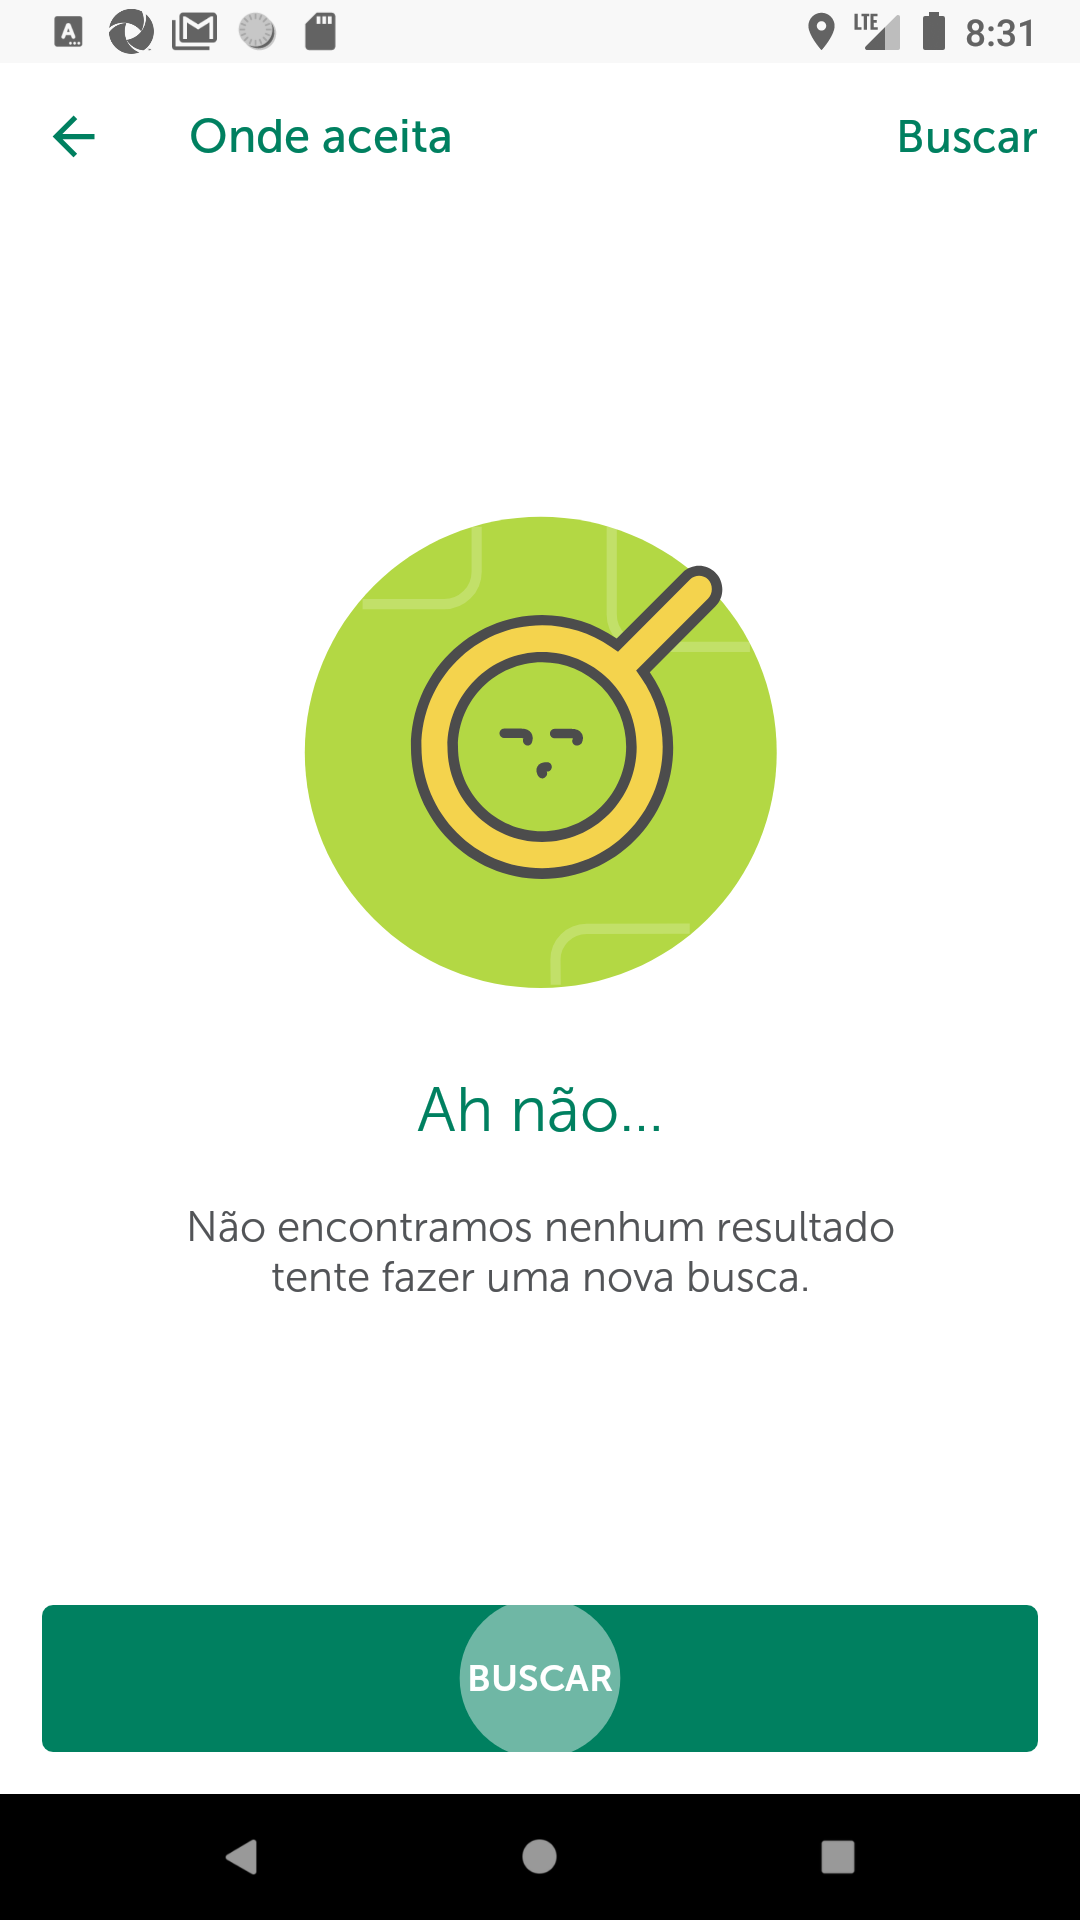 LTE 8:31
Onde aceita Buscar
Ah não...
Não encontramos nenhum resultado
tente fazer uma nova busca.
BUSCAR